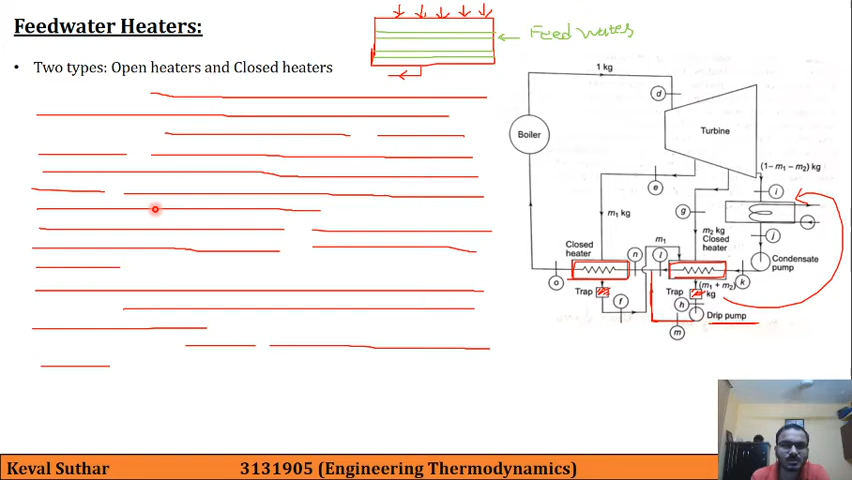 Feedwater Heaters:
Feed Water
• Two types: Open heaters and Closed heaters
1 kg
d
Boiler
Turbine
(1– m₁ – m₂) kg
e
i
g
m₁ kg
m₂ kg
m₁
j
Closed heater
n
l
Closed heater
Condensate pump
o
(m₁ + m₂) kg
k
Trap
Trap
f
h
Drip pump
m
Keval Suthar
3131905 (Engineering Thermodynamics)